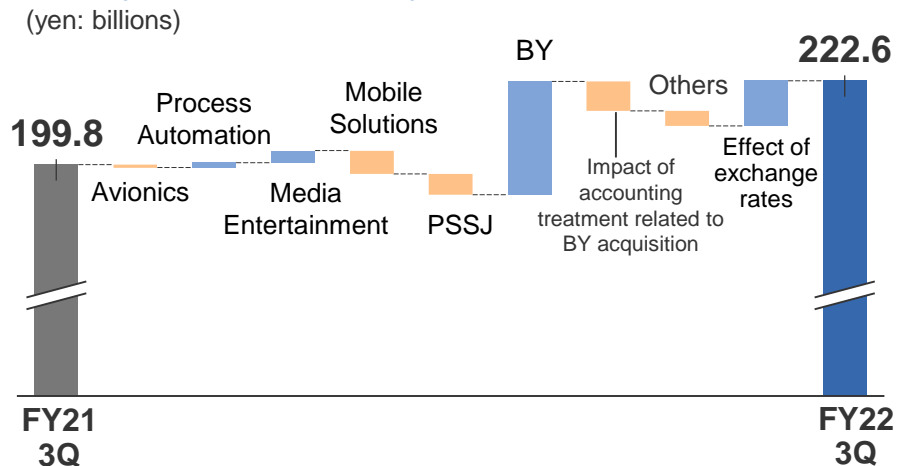 (yen: billions)
199.8
Avionics
Process
Automation
Media
Entertainment
Mobile
Solutions
PSSJ
BY
Impact of
accounting
treatment related to
BY acquisition
Others
Effect of
exchange
rates
222.6
FY21
3Q
FY22
3Q